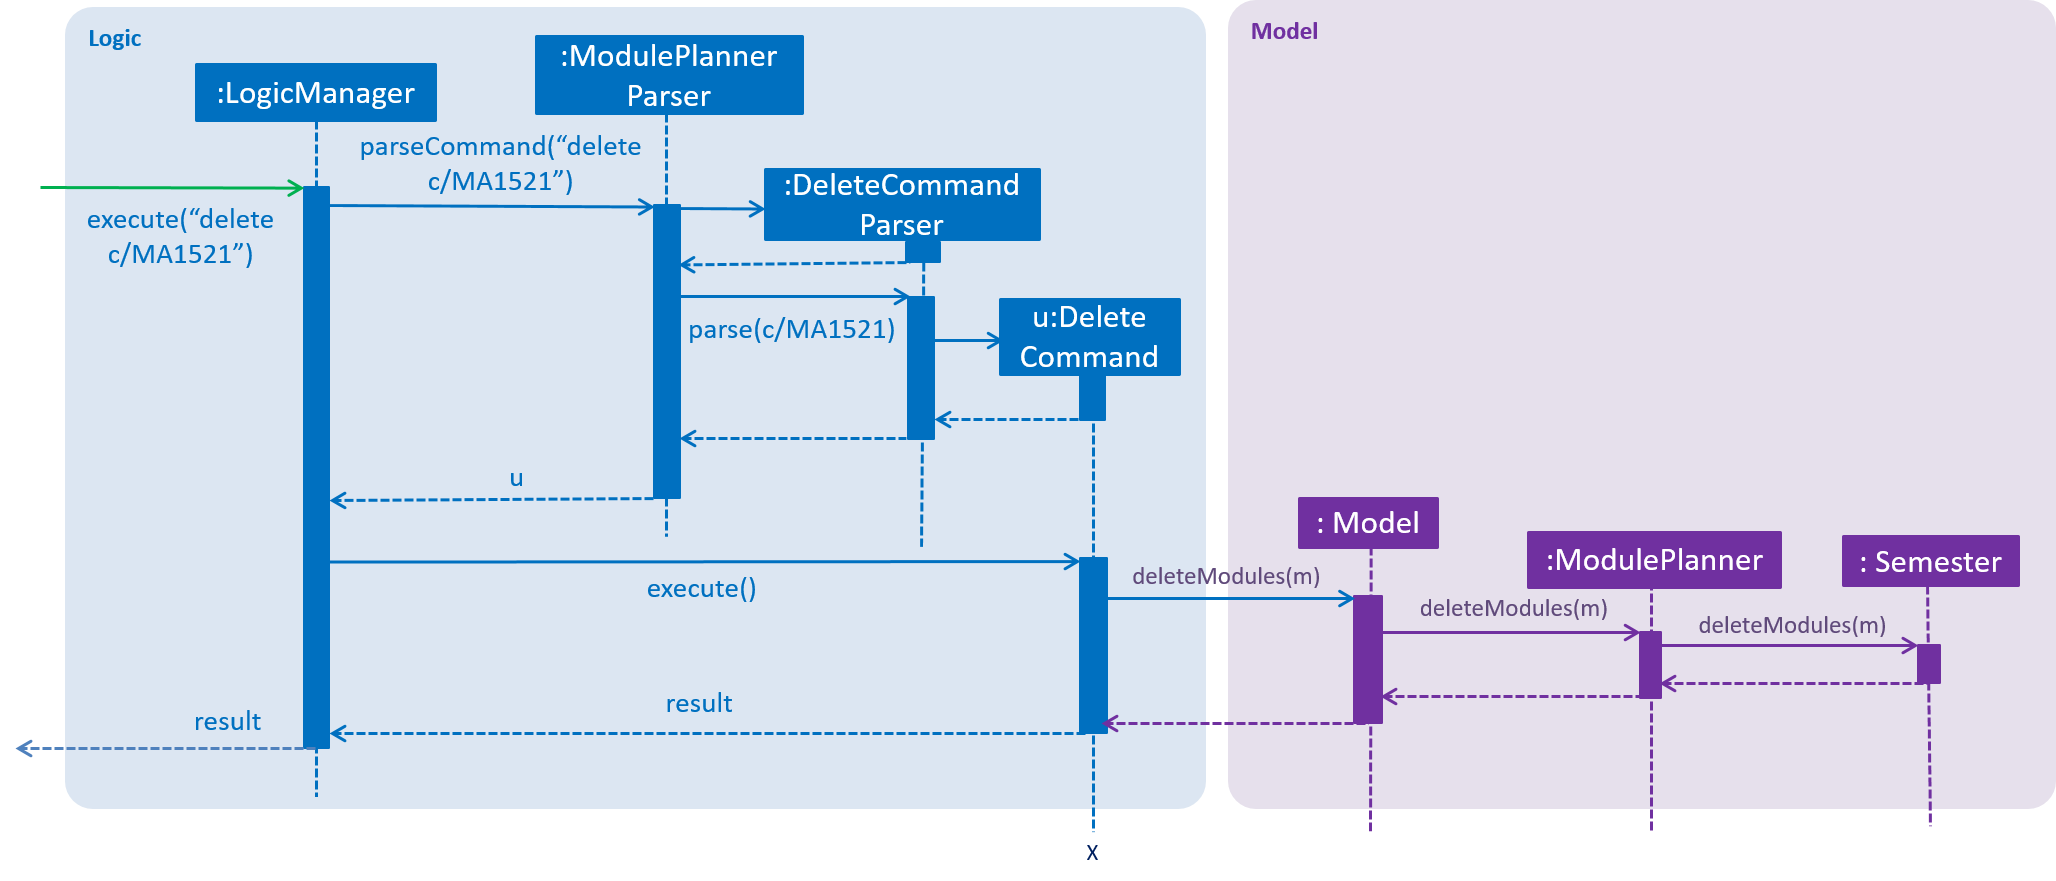 Logic
Model
:ModulePlanner
Parser
:LogicManager
parseCommand(“delete
c/MA1521”)
:DeleteCommand
Parser
execute(“delete
c/MA1521”)
parse(c/MA1521)
u:Delete
Command
u
: Model
:ModulePlanner
: Semester
execute()
deleteModules(m)
deleteModules(m)
deleteModules(m)
result
result
X